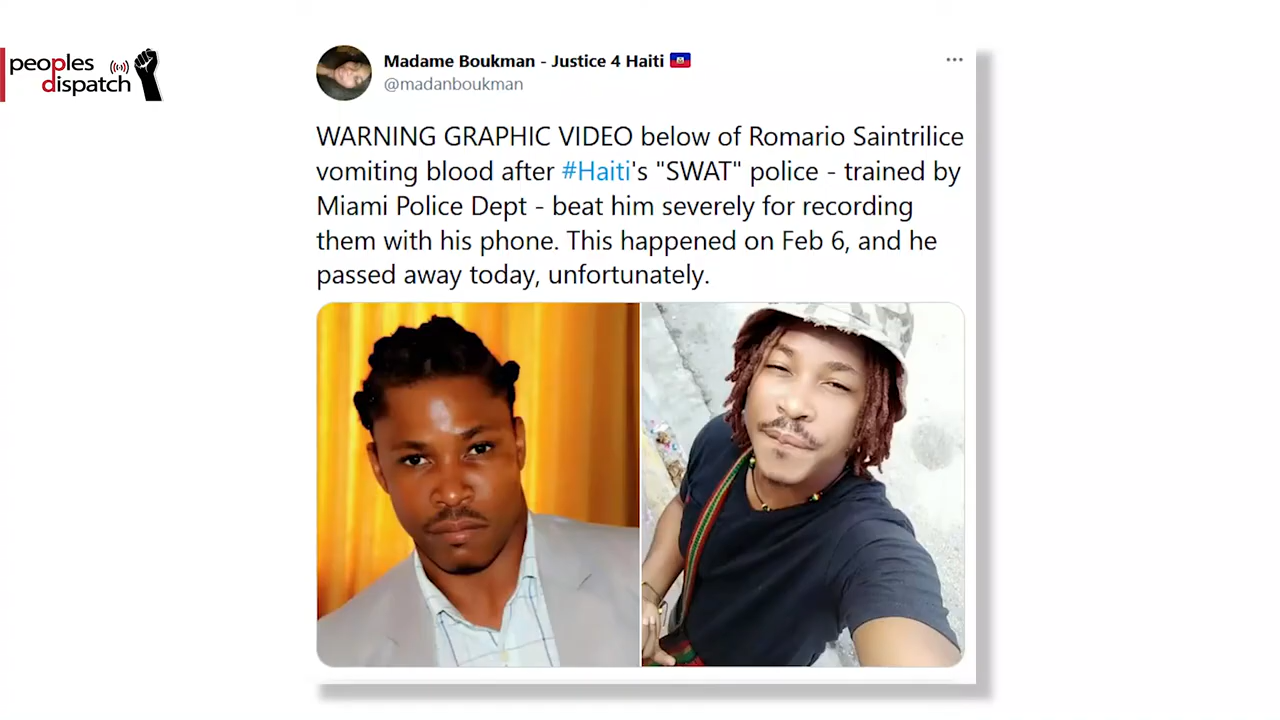 peoples
dispatch
Madame Boukman - Justice 4 Haiti
@madanboukman
WARNING GRAPHIC VIDEO below of Romario Saintrilice
vomiting blood after #Haiti's "SWAT" police - trained by
Miami Police Dept - beat him severely for recording
them with his phone. This happened on Feb 6, and he
passed away today, unfortunately.